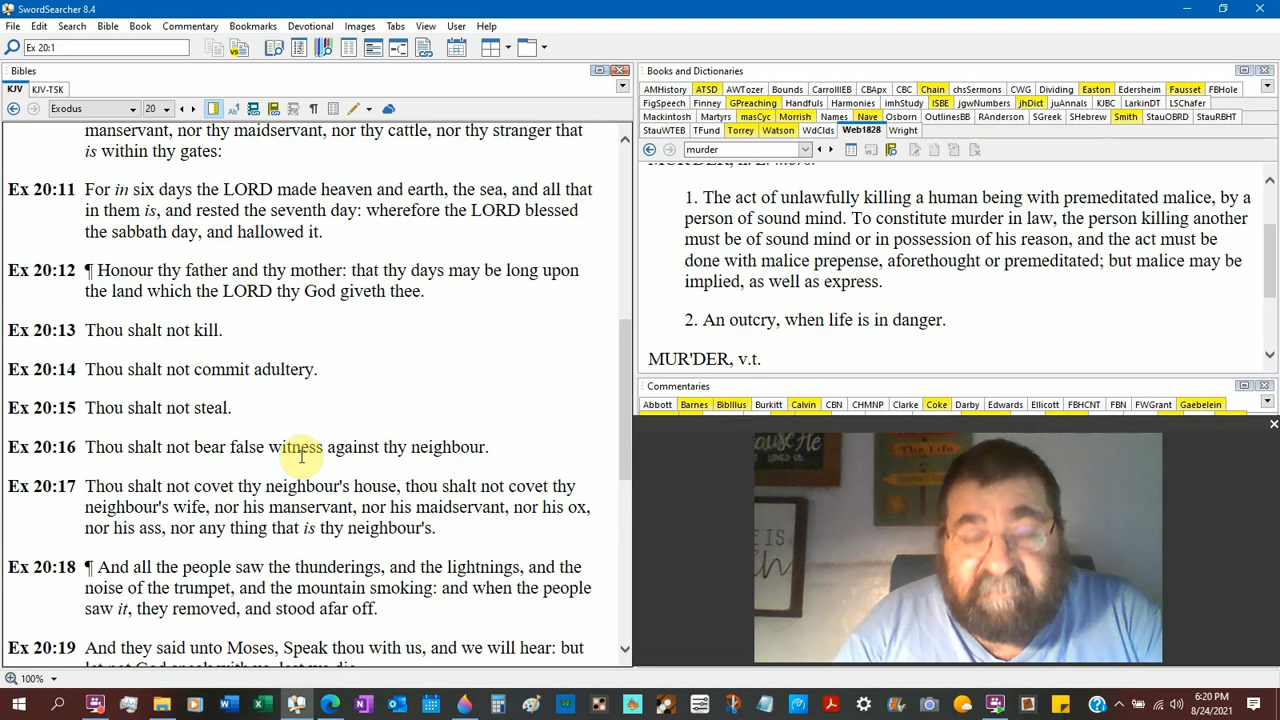 SwordSearcher 8.4
File Edit Search Bible Book Commentary Bookmarks Devotional Images Tabs View User Help
Ex 20:1
Bibles
KJV KJV-TSK
Exodus 20
manservant, nor thy maidservant, nor thy cattle, nor thy stranger that
is within thy gates:
Ex 20:11 For in six days the LORD made heaven and earth, the sea, and all that
in them is, and rested the seventh day: wherefore the LORD blessed
the sabbath day, and hallowed it.
Ex 20:12 ¶ Honour thy father and thy mother: that thy days may be long upon
the land which the LORD thy God giveth thee.
Ex 20:13 Thou shalt not kill.
Ex 20:14 Thou shalt not commit adultery.
Ex 20:15 Thou shalt not steal.
Ex 20:16 Thou shalt not bear false witness against thy neighbour.
Ex 20:17 Thou shalt not covet thy neighbour's house, thou shalt not covet thy
neighbour's wife, nor his manservant, nor his maidservant, nor his ox,
nor his ass, nor any thing that is thy neighbour's.
Ex 20:18 ¶ And all the people saw the thunderings, and the lightnings, and the
noise of the trumpet, and the mountain smoking: and when the people
saw it, they removed, and stood afar off.
Ex 20:19 And they said unto Moses, Speak thou with us, and we will hear: but
let not God speak with us, lest we die.
100%
Books and Dictionaries
AMHistory ATSD AWTozer Bounds CarrollEB CBApx CBC Chain chsSermons CWG Dividing Easton Edersheim Fausset FBHole
FigSpeech Finney GPreaching Handfuls Harmonies imhStudy ISBE jgwNumbers jhDict juAnnals KJBC LarkinDT LSChafer
Mackintosh Martyrs masCyc Morrish Names Nave Osborn OutlinesBB RAnderson SGreek SHebrew Smith StauOBRD StauRBHT
StauWTEB TFund Torrey Watson WdClds Web1828 Wright
murder
1. The act of unlawfully killing a human being with premeditated malice, by a
person of sound mind. To constitute murder in law, the person killing another
must be of sound mind or in possession of his reason, and the act must be
done with malice prepense, aforethought or premeditated; but malice may be
implied, as well as express.
2. An outcry, when life is in danger.
MUR'DER, v.t.
Commentaries
Abbott Barnes BibIllus Burkitt Calvin CBN CHMNP Clarke Coke Darby Edwards Ellicott FBHCNT FBN FWGrant Gaebelein
6:20 PM
8/24/2021